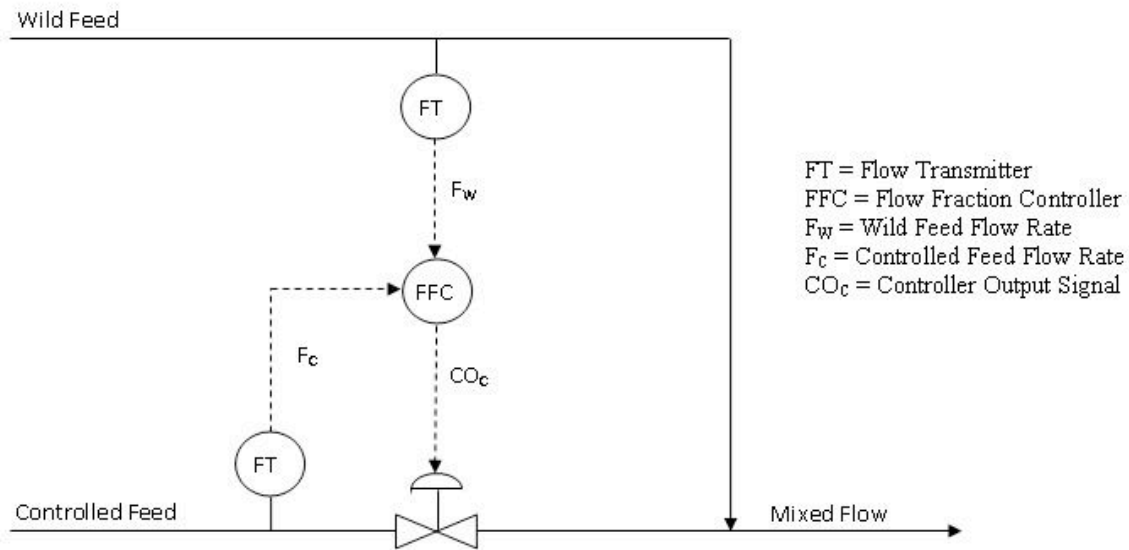 Wild Feed
FT
Fw
FFC
Fc
COc
FT
Controlled Feed
Mixed Flow
FT = Flow Transmitter
FFC = Flow Fraction Controller
Fw = Wild Feed Flow Rate
Fc = Controlled Feed Flow Rate
COc = Controller Output Signal